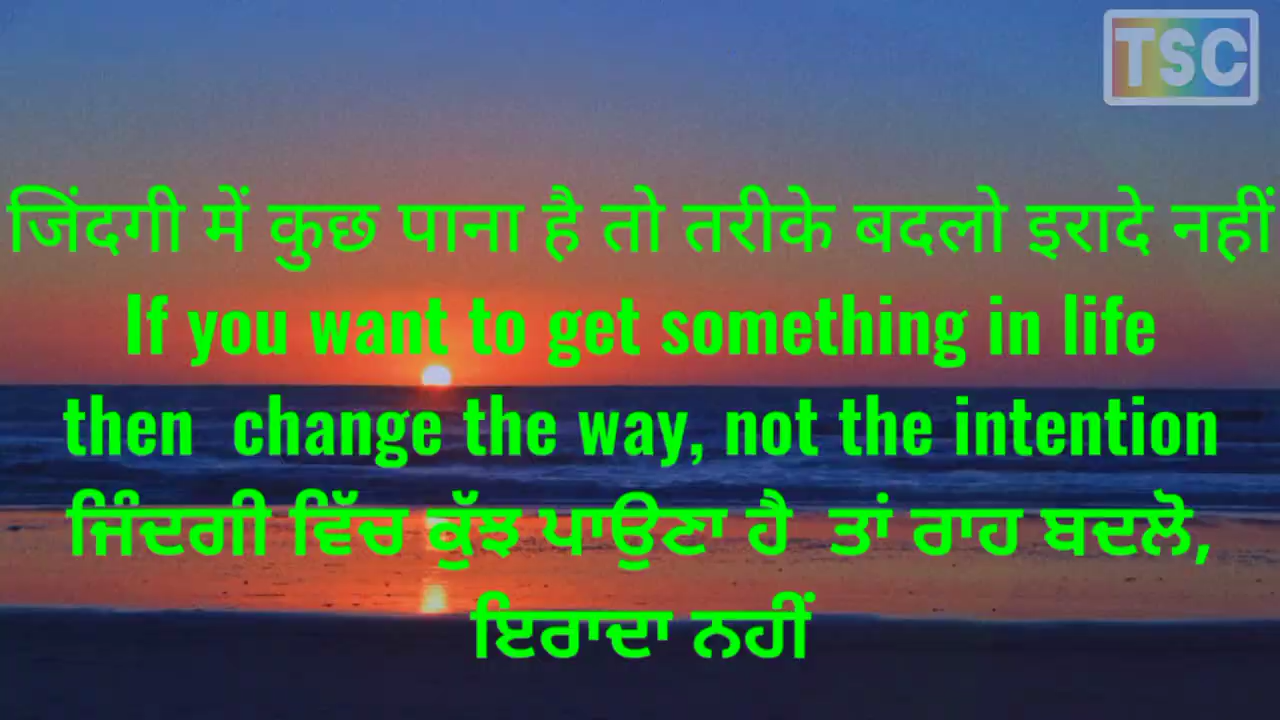 TSC
जिंदगी में कुछ पाना है तो तरीके बदलो इरादे नहीं
If you want to get something in life
then change the way, not the intention
ਜਿੰਦਗੀ ਵਿੱਚ ਕੁੱਝ ਪਾਉਣਾ ਹੈ ਤਾਂ ਰਾਹ ਬਦਲੋ,
ਇਰਾਦਾ ਨਹੀਂ